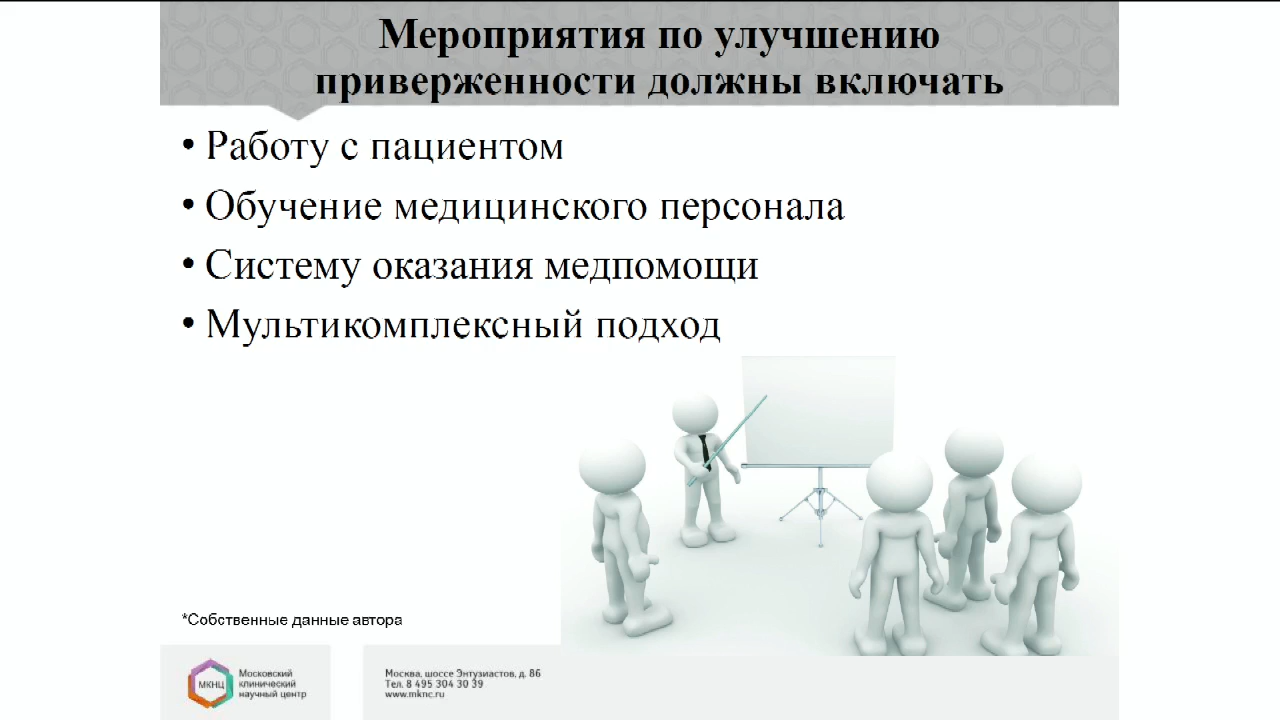 Мероприятия по улучшению
приверженности должны включать
• Работу с пациентом
• Обучение медицинского персонала
• Систему оказания медпомощи
• Мультикомплексный подход
*Собственные данные автора
МКНЦ
Московский
клинический
научный центр
Москва, шоссе Энтузиастов, д. 86
Тел. 8 495 304 30 39
www.mknc.ru